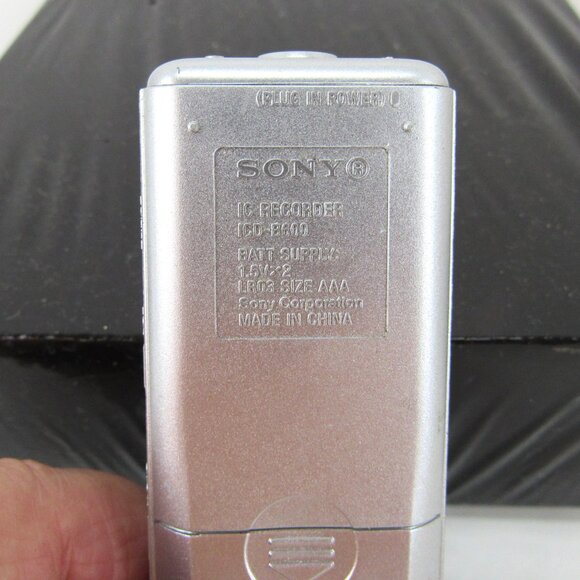 (PLUG IN POWER)
SONY®
IC RECORDER
ICD-B600
BATT SUPPLY
1.5V×2
LR03 SIZE AAA
Sony Corporation
MADE IN CHINA